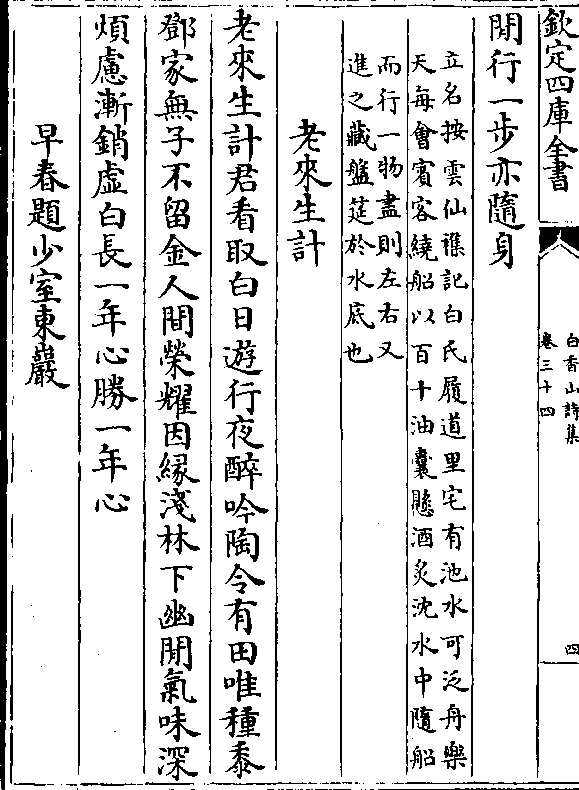 欽定四庫全書
白香山詩集
卷三十四
四
閒行一步亦隨身
立名按雲仙襍記白氏履道里宅有池水可泛舟樂
天每會賓客繞船以百十油囊懸酒炙沈水中隨船
而行一物盡則左右又
進之藏盤筵於水底也
老來生計
老來生計君看取白日遊行夜醉吟陶令有田唯種黍
鄧家無子不留金人間榮耀因緣淺林下幽閒氣味深
煩慮漸銷虛白長一年心勝一年心
早春題少室東巖